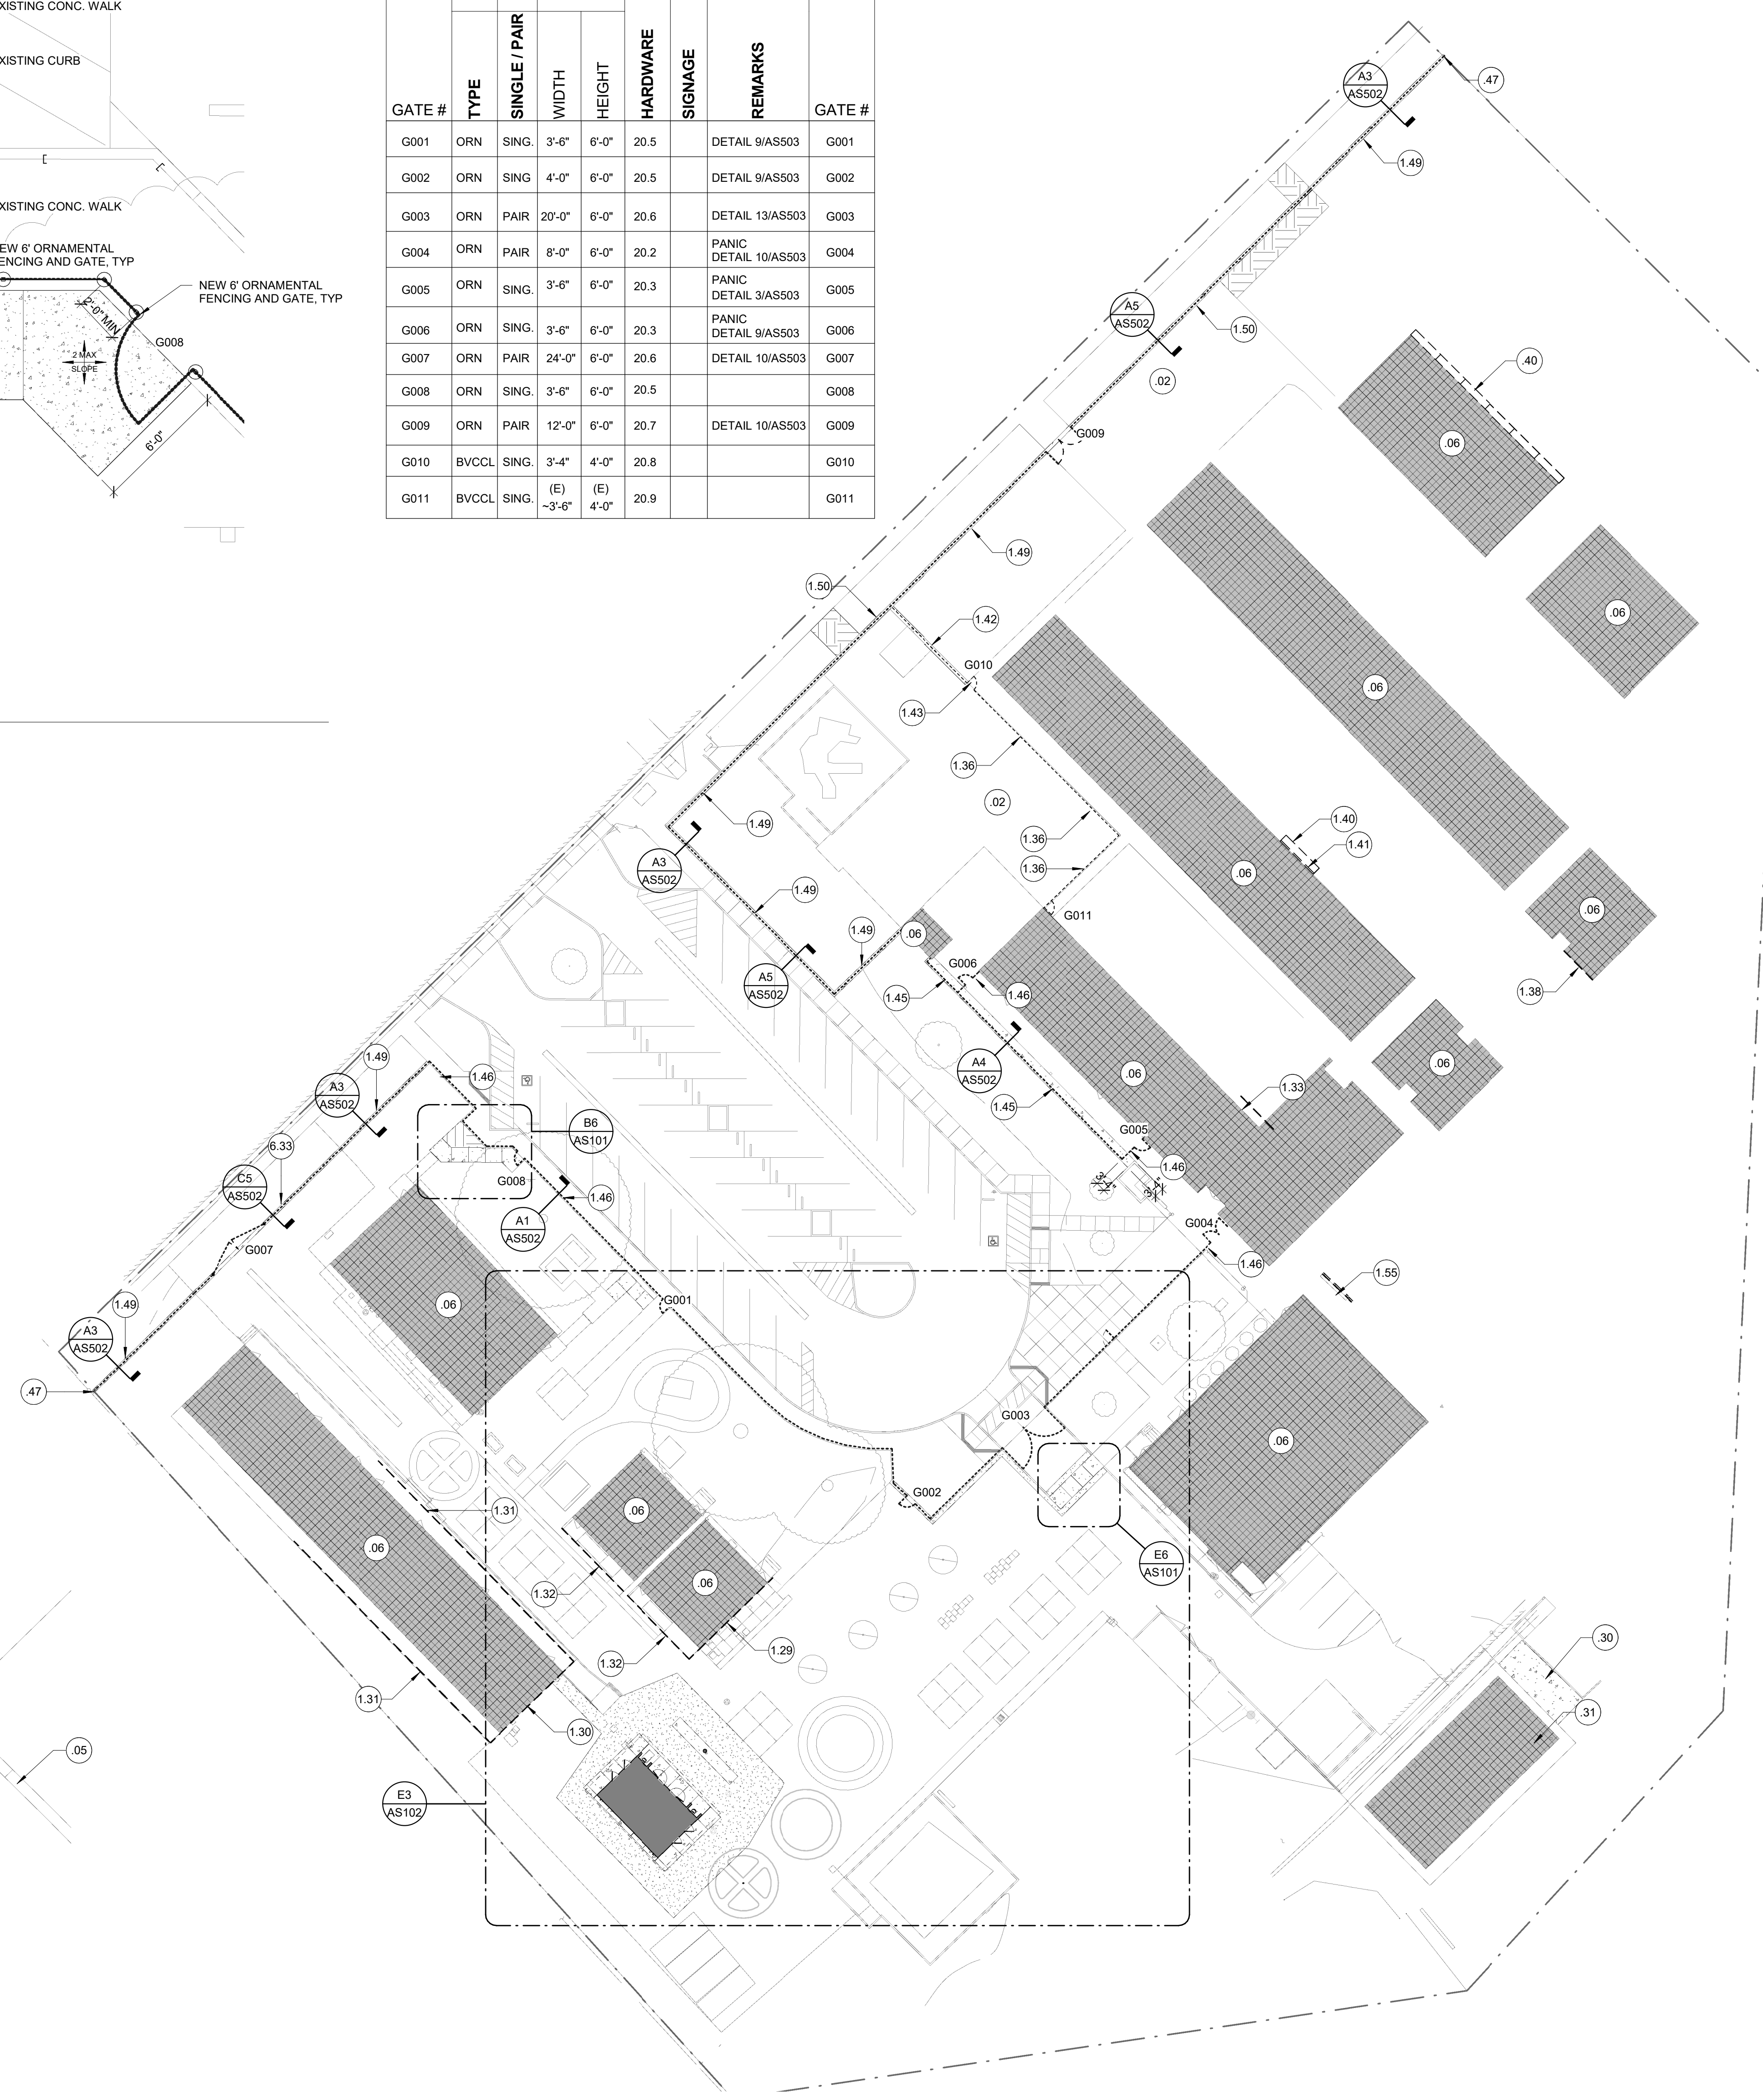 XISTING CONC. WALK
XISTING CURB
XISTING CONC. WALK
EW 6' ORNAMENTAL
ENCING AND GATE, TYP
NEW 6' ORNAMENTAL
FENCING AND GATE, TYP
2'-0" MIN
G008
2 MAX
SLOPE
6'-0"
GATE # TYPE SINGLE / PAIR WIDTH HEIGHT HARDWARE SIGNAGE REMARKS GATE #
G001 ORN SING. 3'-6" 6'-0" 20.5 DETAIL 9/AS503 G001
G002 ORN SING 4'-0" 6'-0" 20.5 DETAIL 9/AS503 G002
G003 ORN PAIR 20'-0" 6'-0" 20.6 DETAIL 13/AS503 G003
G004 ORN PAIR 8'-0" 6'-0" 20.2 PANIC DETAIL 10/AS503 G004
G005 ORN SING. 3'-6" 6'-0" 20.3 PANIC DETAIL 3/AS503 G005
G006 ORN SING. 3'-6" 6'-0" 20.3 PANIC DETAIL 9/AS503 G006
G007 ORN PAIR 24'-0" 6'-0" 20.6 DETAIL 10/AS503 G007
G008 ORN SING. 3'-6" 6'-0" 20.5 G008
G009 ORN PAIR 12'-0" 6'-0" 20.7 DETAIL 10/AS503 G009
G010 BVCCL SING. 3'-4" 4'-0" 20.8 G010
G011 BVCCL SING. (E) ~3'-6" (E) 4'-0" 20.9 G011
A3
AS502
.47
1.49
A5
AS502
1.50
.02
.40
.06
G009
1.49
1.50
1.42
.06
G010
1.43
.06
1.36
.02
1.49
1.36
1.40
1.41
1.36
A3
AS502
.06
1.49
.06
G011
1.49
.06
G006
A5
AS502
1.45
1.46
1.38
A4
AS502
.06
.06
1.49
1.46
A3
AS502
1.33
1.45
B6
AS101
G005
6.33
1.46
C5
AS502
G008
1.46
A1
AS502
G004
G007
1.46
1.55
G001
.06
1.49
A3
AS502
.47
G003
.06
G002
1.31
.06
.06
E6
AS101
1.32
.06
.30
1.29
1.32
1.31
.31
1.30
.05
E3
AS102